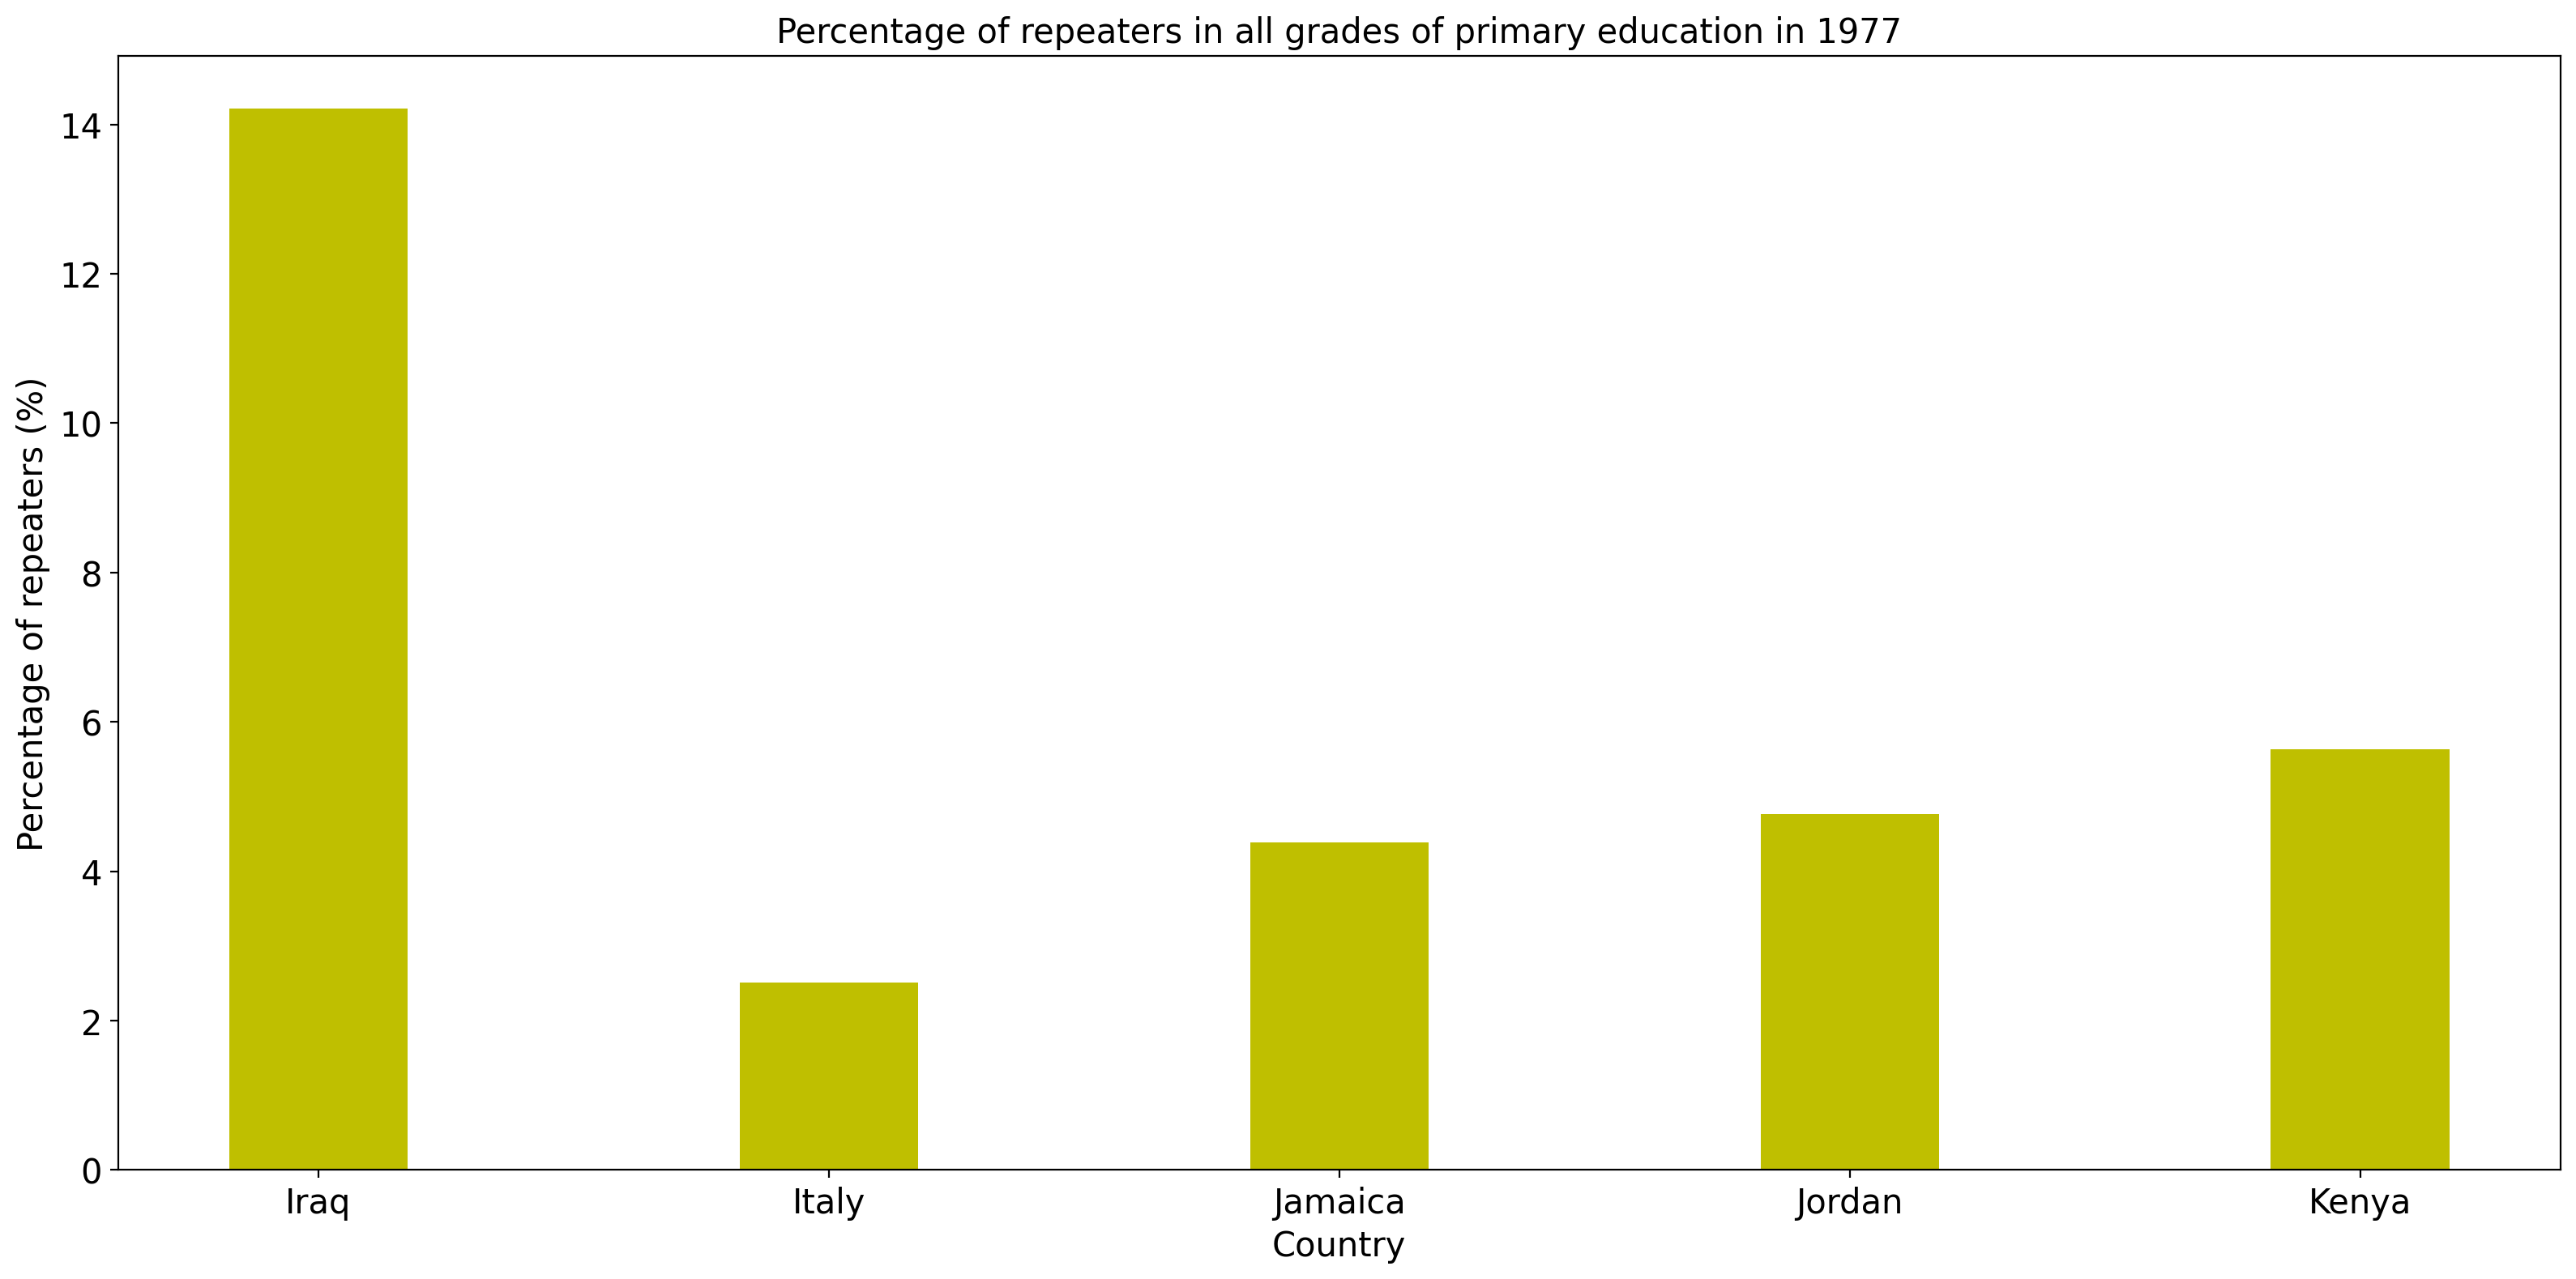 Percentage of repeaters in all grades of primary education in 1977
Percentage of repeaters (%)
14
12
10
8
6
4
2
0
Iraq Italy Jamaica Jordan Kenya
Country